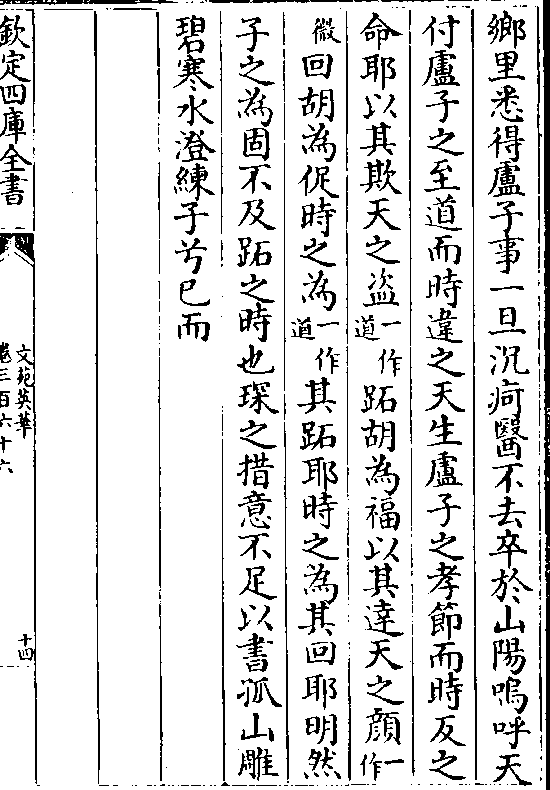 鄉里悉得盧子事一旦沉疴醫不去卒於山陽嗚呼天
付盧子之至道而時違之天生盧子之孝節而時反之
命耶以其欺天之盜一作道跖胡為福以其達天之顔一作
微回胡為促時之為一作道其跖耶時之為其回耶明然
子之為固不及跖之時也琛之措意不足以書孤山雕
碧寒水澄練子兮已而
欽定四庫全書
文苑英華
卷三百六十六
十四